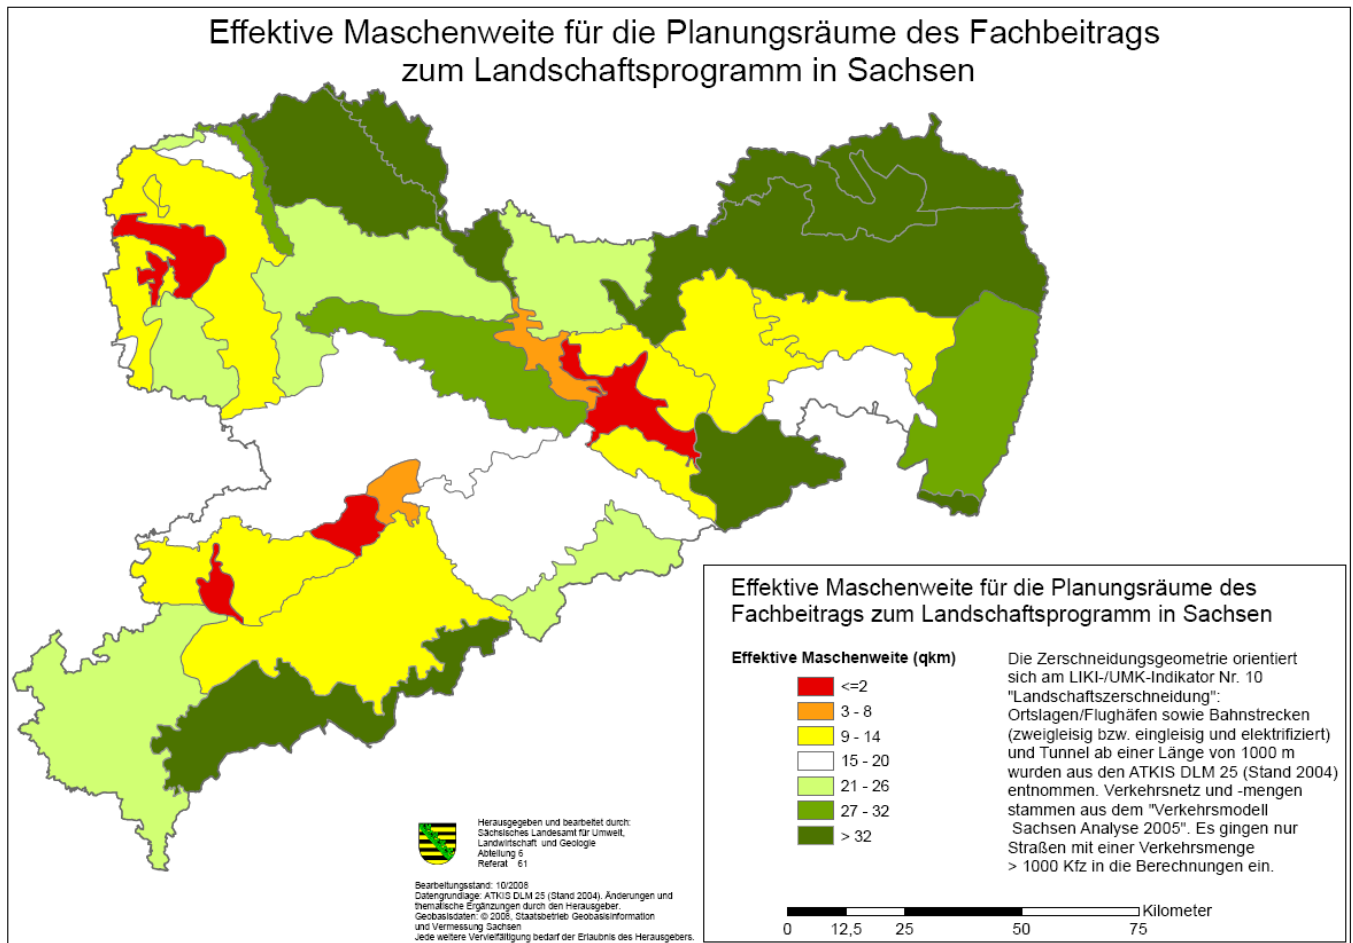 Effektive Maschenweite für die Planungsräume des Fachbeitrags
zum Landschaftsprogramm in Sachsen
Effektive Maschenweite für die Planungsräume des
Fachbeitrags zum Landschaftsprogramm in Sachsen
Effektive Maschenweite (qkm)
<=2
3 - 8
9 - 14
15 - 20
21 - 26
27 - 32
> 32
Die Zerschneidungsgeometrie orientiert
sich am LIKI-/UMK-Indikator Nr. 10
"Landschaftszerschneidung":
Ortslagen/Flughäfen sowie Bahnstrecken
(zweigleisig bzw. eingleisig und elektrifiziert)
und Tunnel ab einer Länge von 1000 m
wurden aus den ATKIS DLM 25 (Stand 2004)
entnommen. Verkehrsnetz und -mengen
stammen aus dem "Verkehrsmodell
Sachsen Analyse 2005". Es gingen nur
Straßen mit einer Verkehrsmenge
> 1000 Kfz in die Berechnungen ein.
Kilometer
0 12,5 25 50 75
Herausgegeben und bearbeitet durch:
Sächsisches Landesamt für Umwelt,
Landwirtschaft und Geologie
Abteilung 6
Referat 61
Bearbeitungsstand: 10/2008
Datengrundlage: ATKIS DLM 25 (Stand 2004). Änderungen und
thematische Ergänzungen durch den Herausgeber.
Geobasisdaten: © 2008, Staatsbetrieb Geobasisinformation
und Vermessung Sachsen
Jede weitere Vervielfältigung bedarf der Erlaubnis des Herausgebers.